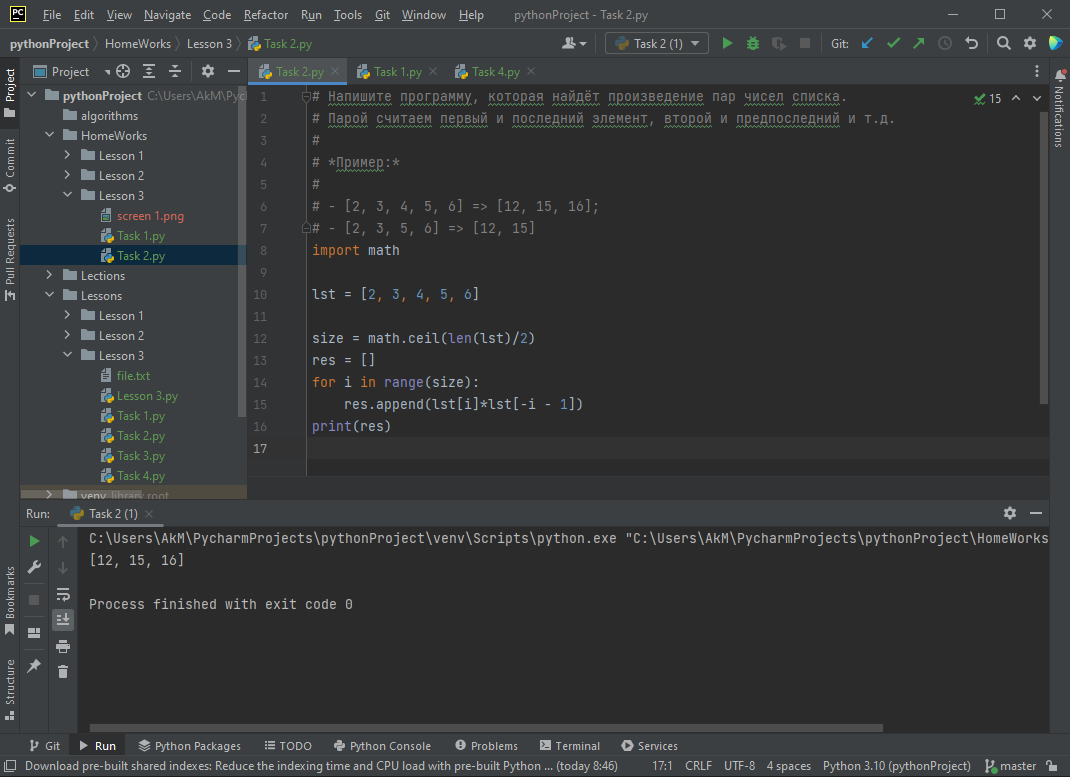 PC File Edit View Navigate Code Refactor Run Tools Git Window Help pythonProject - Task 2.py
pythonProject HomeWorks Lesson 3 Task 2.py Task 2 (1) Git:
Project Task 2.py Task 1.py Task 4.py
Project
Commit
Pull Requests
Bookmarks
Structure
Notifications
pythonProject C:\Users\AkM\Pyc
algorithms
HomeWorks
Lesson 1
Lesson 2
Lesson 3
screen 1.png
Task 1.py
Task 2.py
Lections
Lessons
Lesson 1
Lesson 2
Lesson 3
file.txt
Lesson 3.py
Task 1.py
Task 2.py
Task 3.py
Task 4.py
venv library root
15
1 # Напишите программу, которая найдёт произведение пар чисел списка.
2 # Парой считаем первый и последний элемент, второй и предпоследний и т.д.
3 #
4 # *Пример:*
5 #
6 # - [2, 3, 4, 5, 6] => [12, 15, 16];
7 # - [2, 3, 5, 6] => [12, 15]
8 import math
9
10 lst = [2, 3, 4, 5, 6]
11
12 size = math.ceil(len(lst)/2)
13 res = []
14 for i in range(size):
15 res.append(lst[i]*lst[-i - 1])
16 print(res)
17
Run: Task 2 (1)
C:\Users\AkM\PycharmProjects\pythonProject\venv\Scripts\python.exe "C:\Users\AkM\PycharmProjects\pythonProject\HomeWorks
[12, 15, 16]
Process finished with exit code 0
Git Run Python Packages TODO Python Console Problems Terminal Services
Download pre-built shared indexes: Reduce the indexing time and CPU load with pre-built Python ... (today 8:46) 17:1 CRLF UTF-8 4 spaces Python 3.10 (pythonProject) master